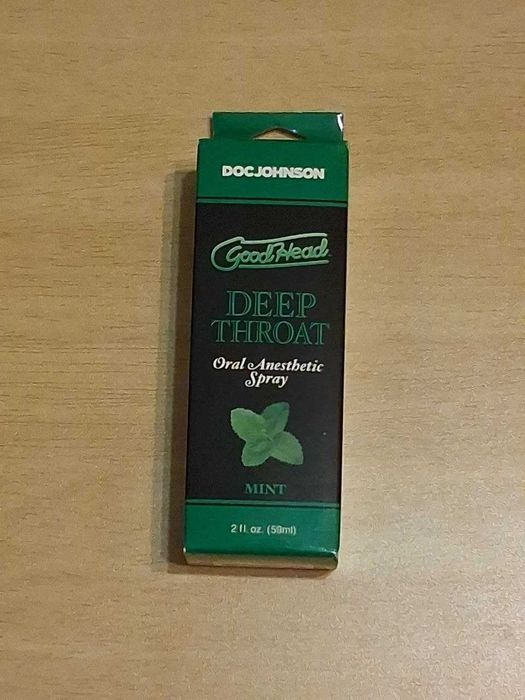 DOCJOHNSON
GoodHead
DEEP
THROAT
Oral Anesthetic
Spray
MINT
2 fl. oz. (59ml)